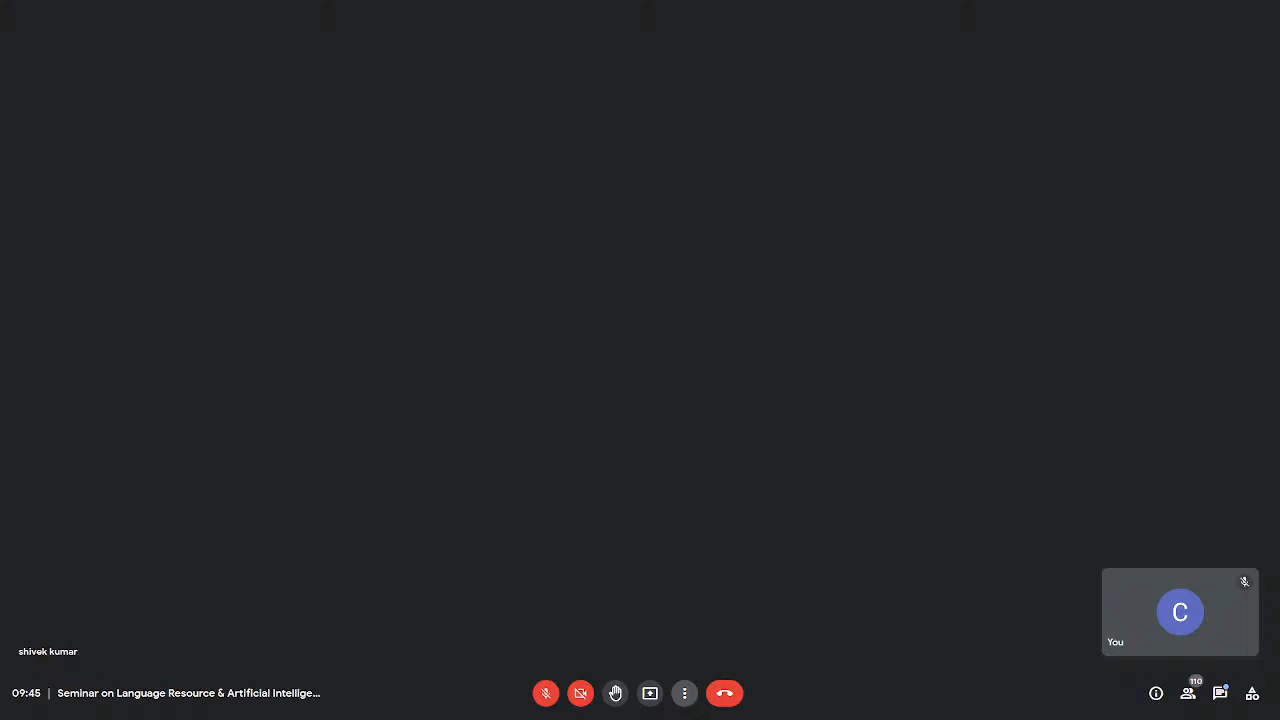 C
You
shivek kumar
110
09:45 | Seminar on Language Resource & Artificial Intellige...